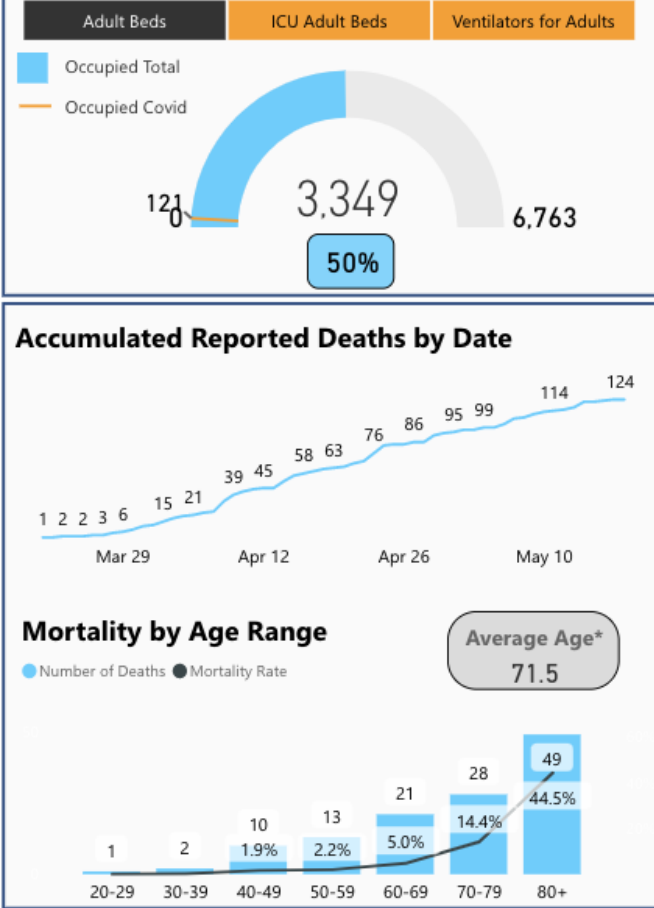 Adult Beds ICU Adult Beds Ventilators for Adults
Occupied Total
Occupied Covid
121
0
3,349
6,763
50%
Accumulated Reported Deaths by Date
1 2 2 3 6 15 21 39 45 58 63 76 86 95 99 114 124
Mar 29 Apr 12 Apr 26 May 10
Mortality by Age Range
Number of Deaths Mortality Rate
Average Age*
71.5
1 2 10 13 21 28 49
1.9% 2.2% 5.0% 14.4% 44.5%
20-29 30-39 40-49 50-59 60-69 70-79 80+